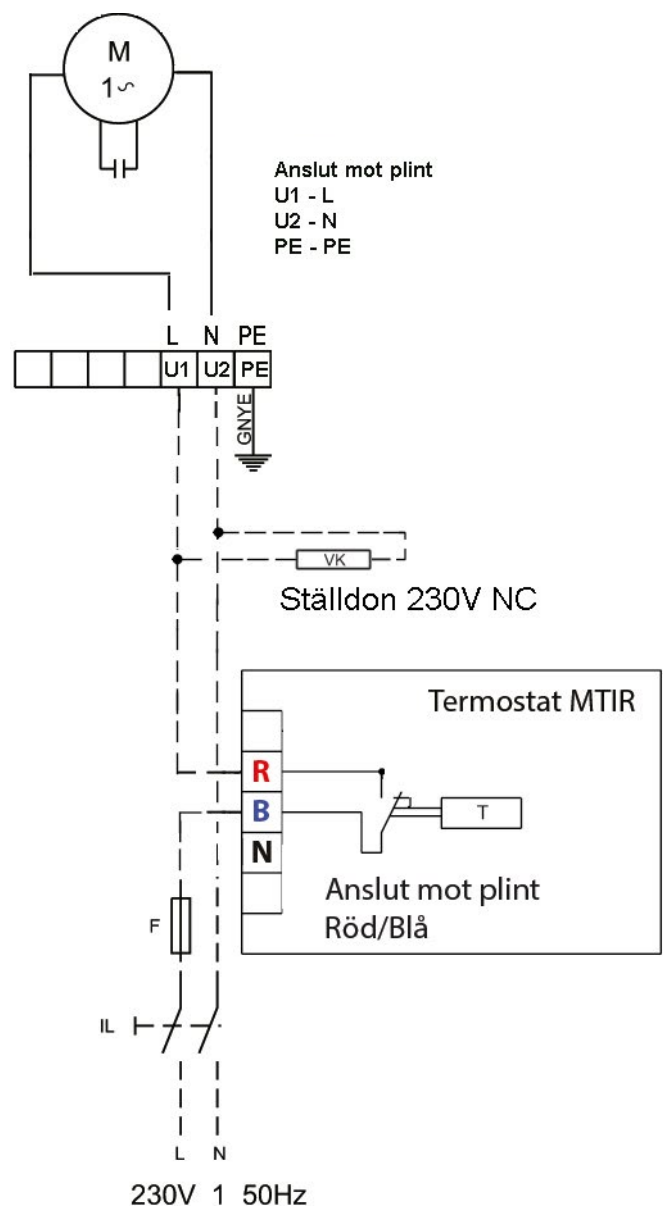 M
1~
Anslut mot plint
U1 - L
U2 - N
PE - PE
L N PE
U1 U2 PE
GNYE
VK
Ställdon 230V NC
Termostat MTIR
R
B
T
N
Anslut mot plint
Röd/Blå
F
IL
L N
230V 1 50Hz